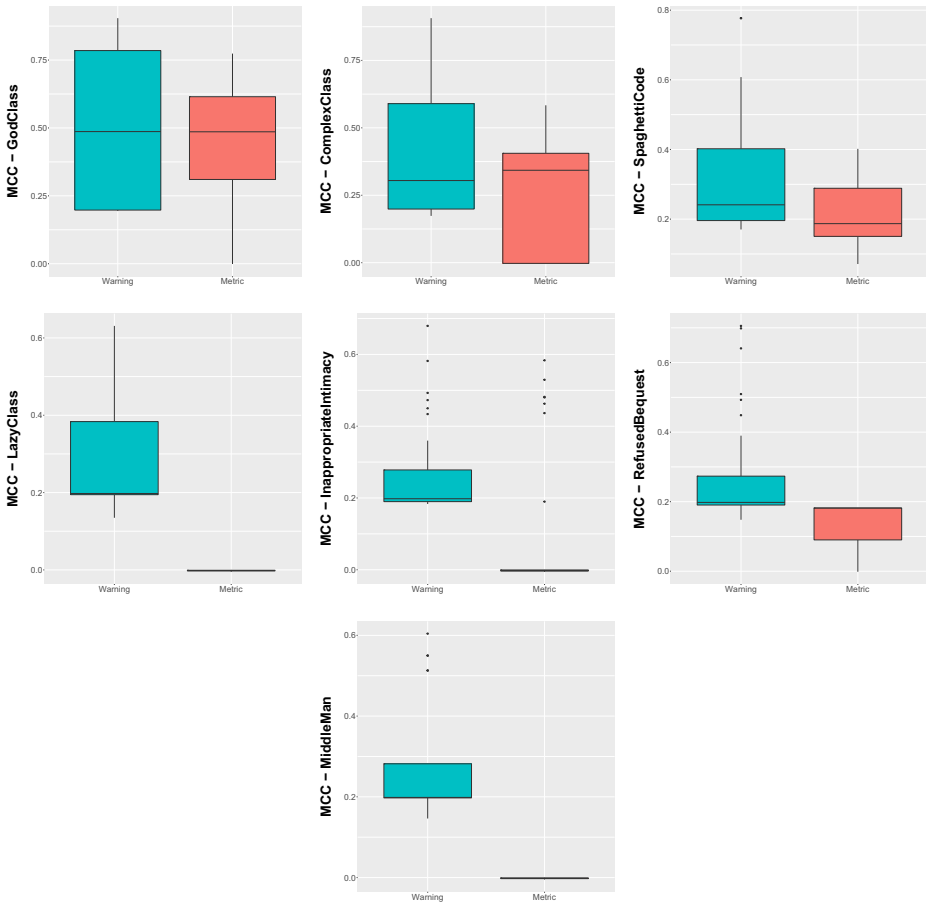 MCC − GodClass
0.75
0.50
0.25
0.00
Warning
Metric
MCC − ComplexClass
0.75
0.50
0.25
0.00
Warning
Metric
MCC − SpaghettiCode
0.8
0.6
0.4
0.2
Warning
Metric
MCC − LazyClass
0.6
0.4
0.2
0.0
Warning
Metric
MCC − InappropriateIntimacy
0.6
0.4
0.2
0.0
Warning
Metric
MCC − RefusedBequest
0.6
0.4
0.2
0.0
Warning
Metric
MCC − MiddleMan
0.6
0.4
0.2
0.0
Warning
Metric